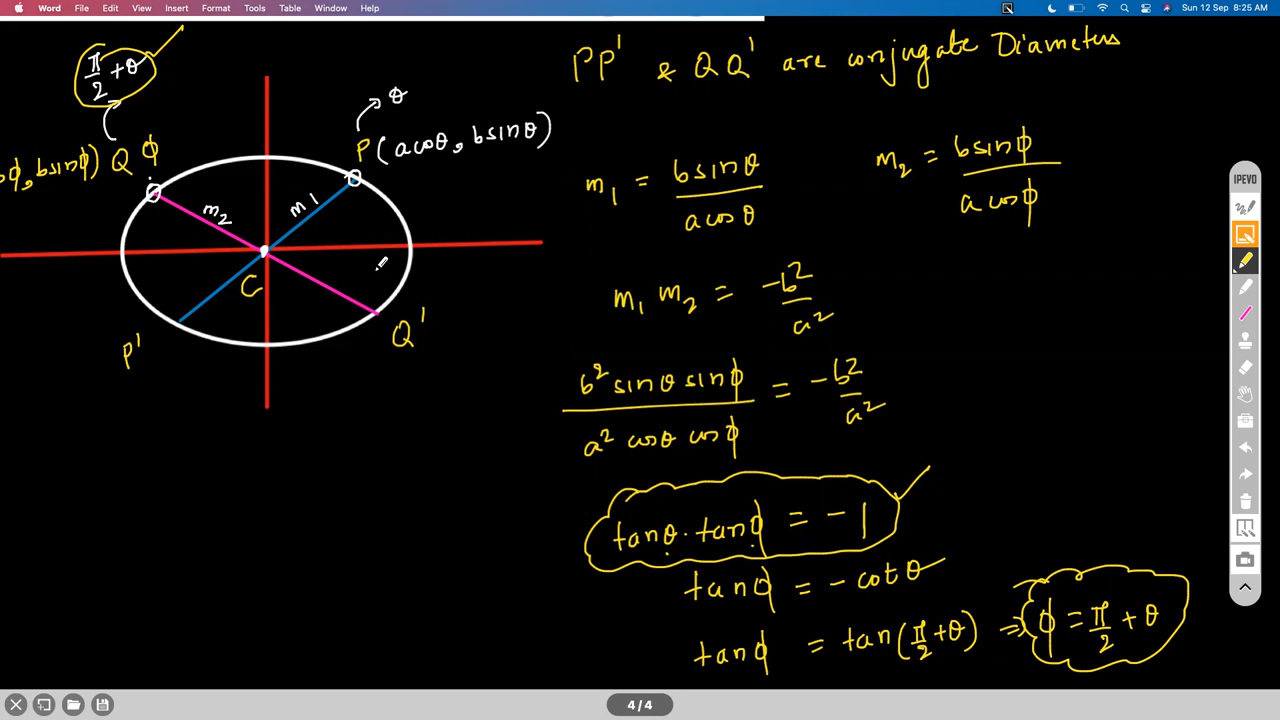 Word File Edit View Insert Format Tools Table Window Help Sun 12 Sep 8:25 AM
π/2 + θ
θ
P (a cosθ, b sinθ)
ϕ, b sinϕ) Q ϕ
m₂
m1
C
P'
Q'
PP' & QQ' are conjugate Diameters
m₁ = b sinθ / a cosθ
m₂ = b sinϕ / a cosϕ
m₁ m₂ = -b² / a²
b² sinθ sinϕ / a² cosθ cosϕ = -b² / a²
tanθ · tanϕ = -1
tanϕ = - cotθ
tanϕ = tan(π/2 + θ) ⇒ ϕ = π/2 + θ
IPEVO
4/4